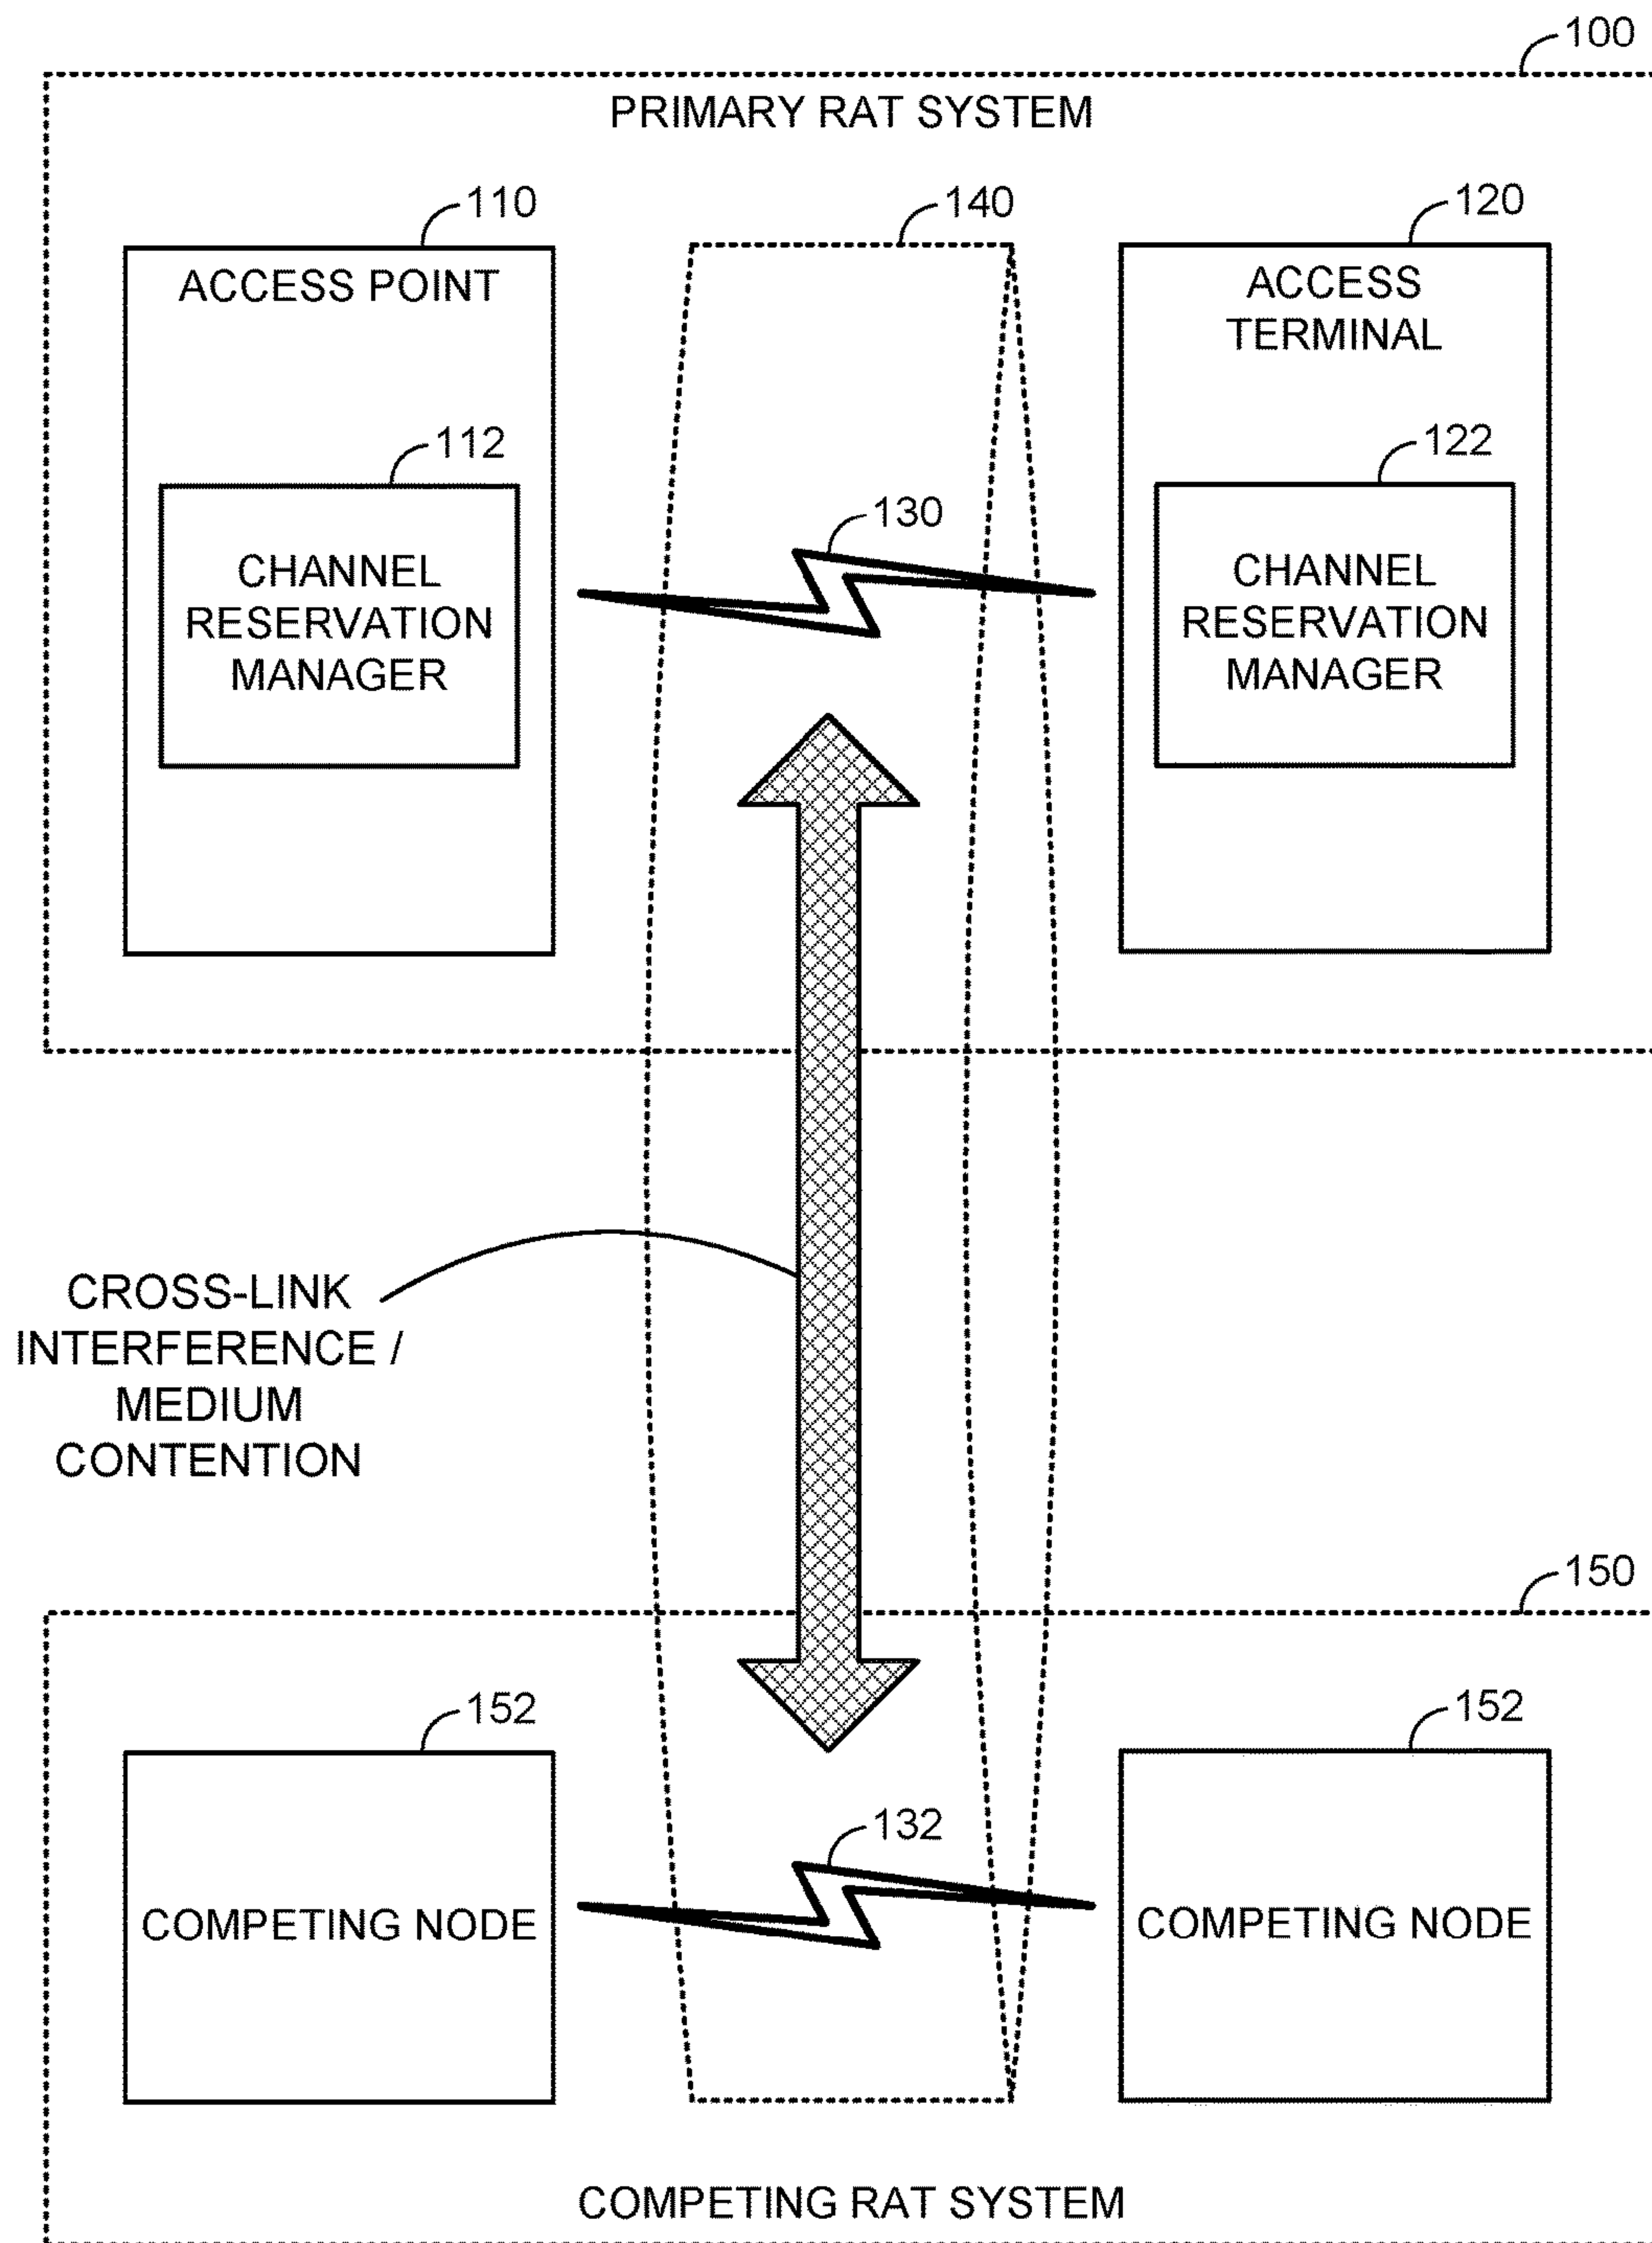 100
PRIMARY RAT SYSTEM
110
140
120
ACCESS POINT
ACCESS
TERMINAL
112
122
130
CHANNEL
RESERVATION
MANAGER
CHANNEL
RESERVATION
MANAGER
CROSS-LINK
INTERFERENCE /
MEDIUM
CONTENTION
150
152
152
132
COMPETING NODE
COMPETING NODE
COMPETING RAT SYSTEM